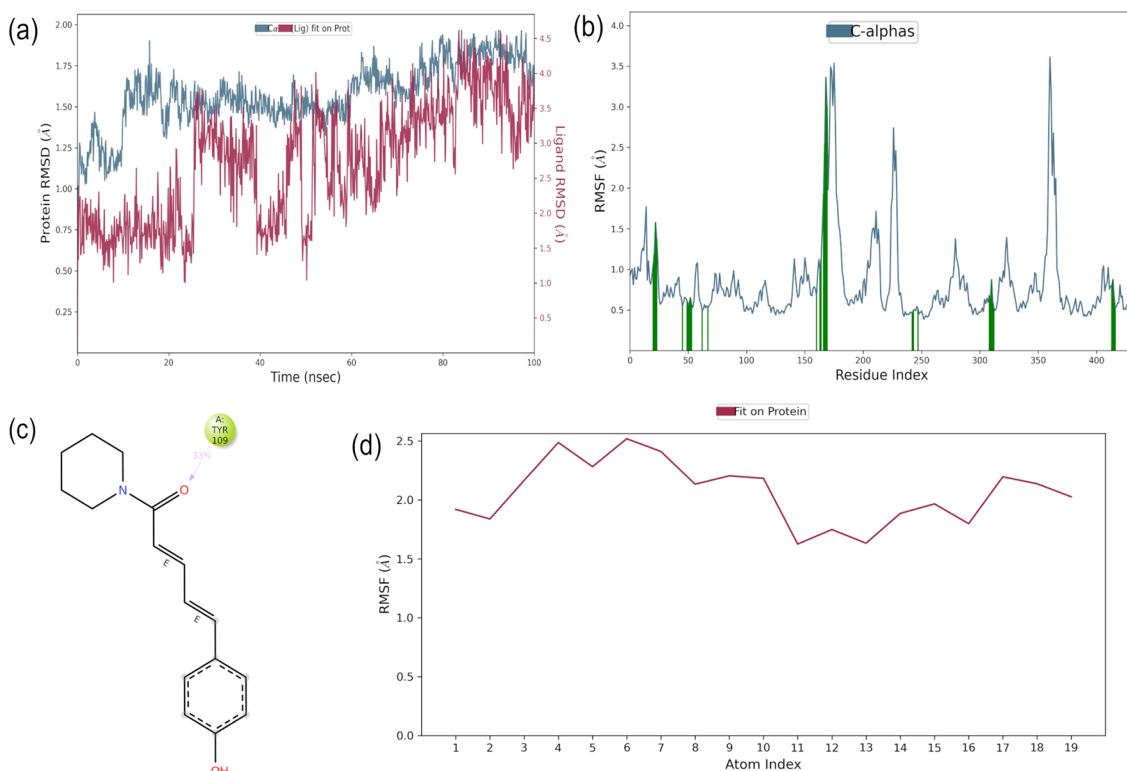 (a)
Cα (Lig) fit on Prot
Protein RMSD (Å)
2.00
1.75
1.50
1.25
1.00
0.75
0.50
0.25
4.5
4.0
3.5
3.0
2.5
2.0
1.5
1.0
0.5
Ligand RMSD (Å)
0 20 40 60 80 100
Time (nsec)
(b)
C-alphas
RMSF (Å)
4.0
3.5
3.0
2.5
2.0
1.5
1.0
0.5
0 50 100 150 200 250 300 350 400
Residue Index
(c)
A:
TYR
109
33%
N
O
E
E
OH
(d)
Fit on Protein
RMSF (Å)
2.5
2.0
1.5
1.0
0.5
0.0
1 2 3 4 5 6 7 8 9 10 11 12 13 14 15 16 17 18 19
Atom Index